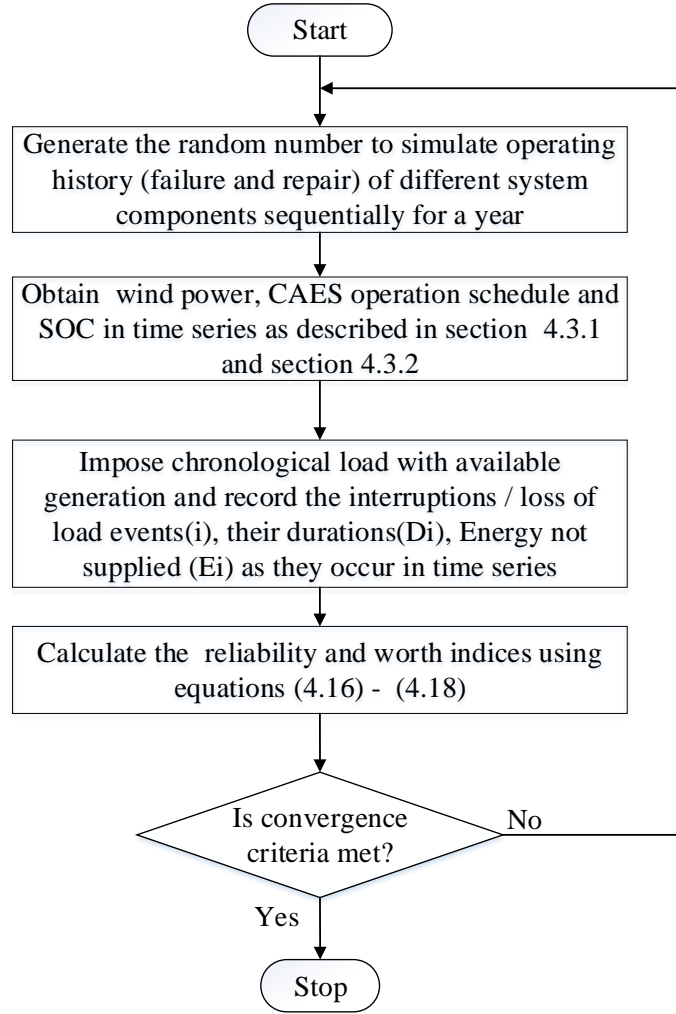 Start
Generate the random number to simulate operating
history (failure and repair) of different system
components sequentially for a year
Obtain  wind power, CAES operation schedule and
SOC in time series as described in section  4.3.1
and section 4.3.2
Impose chronological load with available
generation and record the interruptions / loss of
load events(i), their durations(Di), Energy not
supplied (Ei) as they occur in time series
Calculate the  reliability and worth indices using
equations (4.16) -  (4.18)
Is convergence
criteria met?
No
Yes
Stop